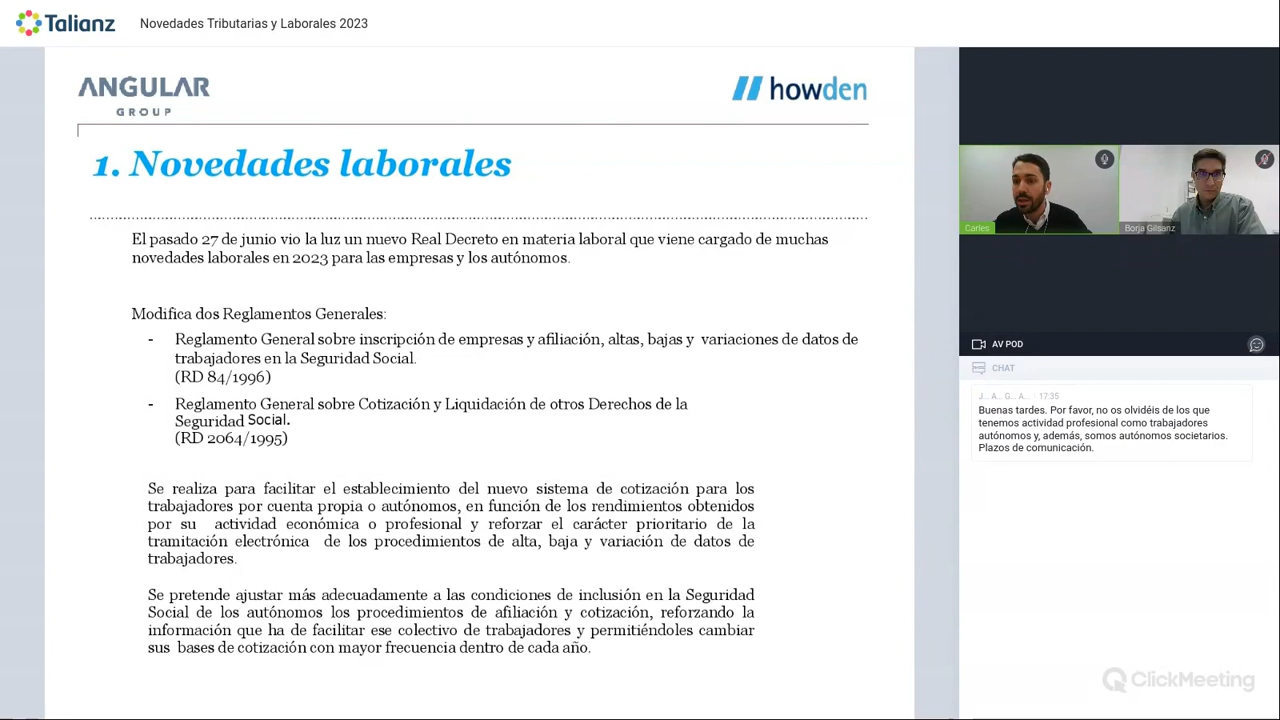 Talianz
Novedades Tributarias y Laborales 2023
ANGULAR
GROUP
howden
1. Novedades laborales
El pasado 27 de junio vio la luz un nuevo Real Decreto en materia laboral que viene cargado de muchas
novedades laborales en 2023 para las empresas y los autónomos.
Modifica dos Reglamentos Generales:
- Reglamento General sobre inscripción de empresas y afiliación, altas, bajas y variaciones de datos de
trabajadores en la Seguridad Social.
(RD 84/1996)
- Reglamento General sobre Cotización y Liquidación de otros Derechos de la
Seguridad Social.
(RD 2064/1995)
Se realiza para facilitar el establecimiento del nuevo sistema de cotización para los
trabajadores por cuenta propia o autónomos, en función de los rendimientos obtenidos
por su actividad económica o profesional y reforzar el carácter prioritario de la
tramitación electrónica de los procedimientos de alta, baja y variación de datos de
trabajadores.
Se pretende ajustar más adecuadamente a las condiciones de inclusión en la Seguridad
Social de los autónomos los procedimientos de afiliación y cotización, reforzando la
información que ha de facilitar ese colectivo de trabajadores y permitiéndoles cambiar
sus bases de cotización con mayor frecuencia dentro de cada año.
Carles
Borja Gilsanz
AV POD
CHAT
J... A... G... A... · 17:35
Buenas tardes. Por favor, no os olvidéis de los que
tenemos actividad profesional como trabajadores
autónomos y, además, somos autónomos societarios.
Plazos de comunicación.
ClickMeeting